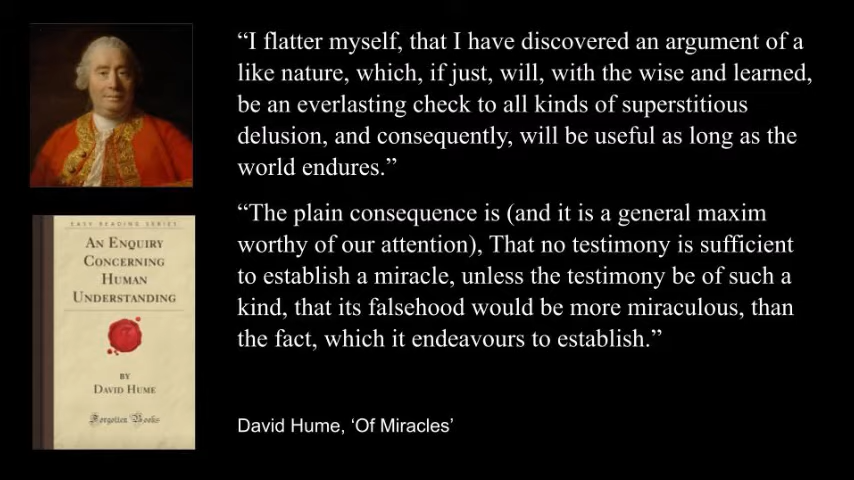 “I flatter myself, that I have discovered an argument of a
like nature, which, if just, will, with the wise and learned,
be an everlasting check to all kinds of superstitious
delusion, and consequently, will be useful as long as the
world endures.”
“The plain consequence is (and it is a general maxim
worthy of our attention), That no testimony is sufficient
to establish a miracle, unless the testimony be of such a
kind, that its falsehood would be more miraculous, than
the fact, which it endeavours to establish.”
David Hume, ‘Of Miracles’
EASY READING SERIES
AN ENQUIRY
CONCERNING
HUMAN
UNDERSTANDING
BY
DAVID HUME
Forgotten Books